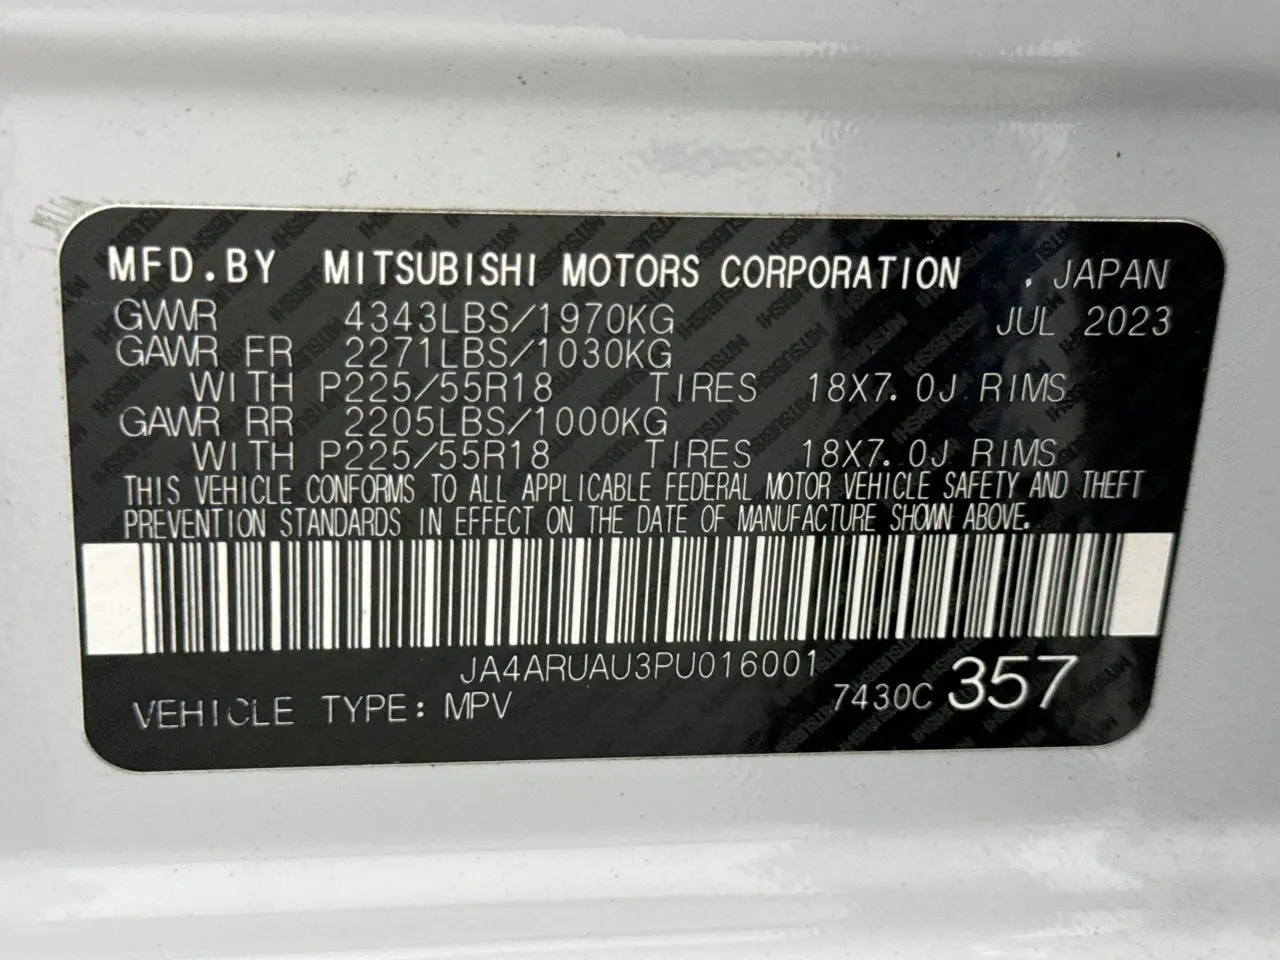 MFD.BY MITSUBISHI MOTORS CORPORATION , JAPAN
GVWR 4343LBS/1970KG JUL 2023
GAWR FR 2271LBS/1030KG
WITH P225/55R18 TIRES 18X7.0J RIMS
GAWR RR 2205LBS/1000KG
WITH P225/55R18 TIRES 18X7.0J RIMS
THIS VEHICLE CONFORMS TO ALL APPLICABLE FEDERAL MOTOR VEHICLE SAFETY AND THEFT
PREVENTION STANDARDS IN EFFECT ON THE DATE OF MANUFACTURE SHOWN ABOVE.
JA4ARUAU3PU016001
VEHICLE TYPE: MPV 7430C 357